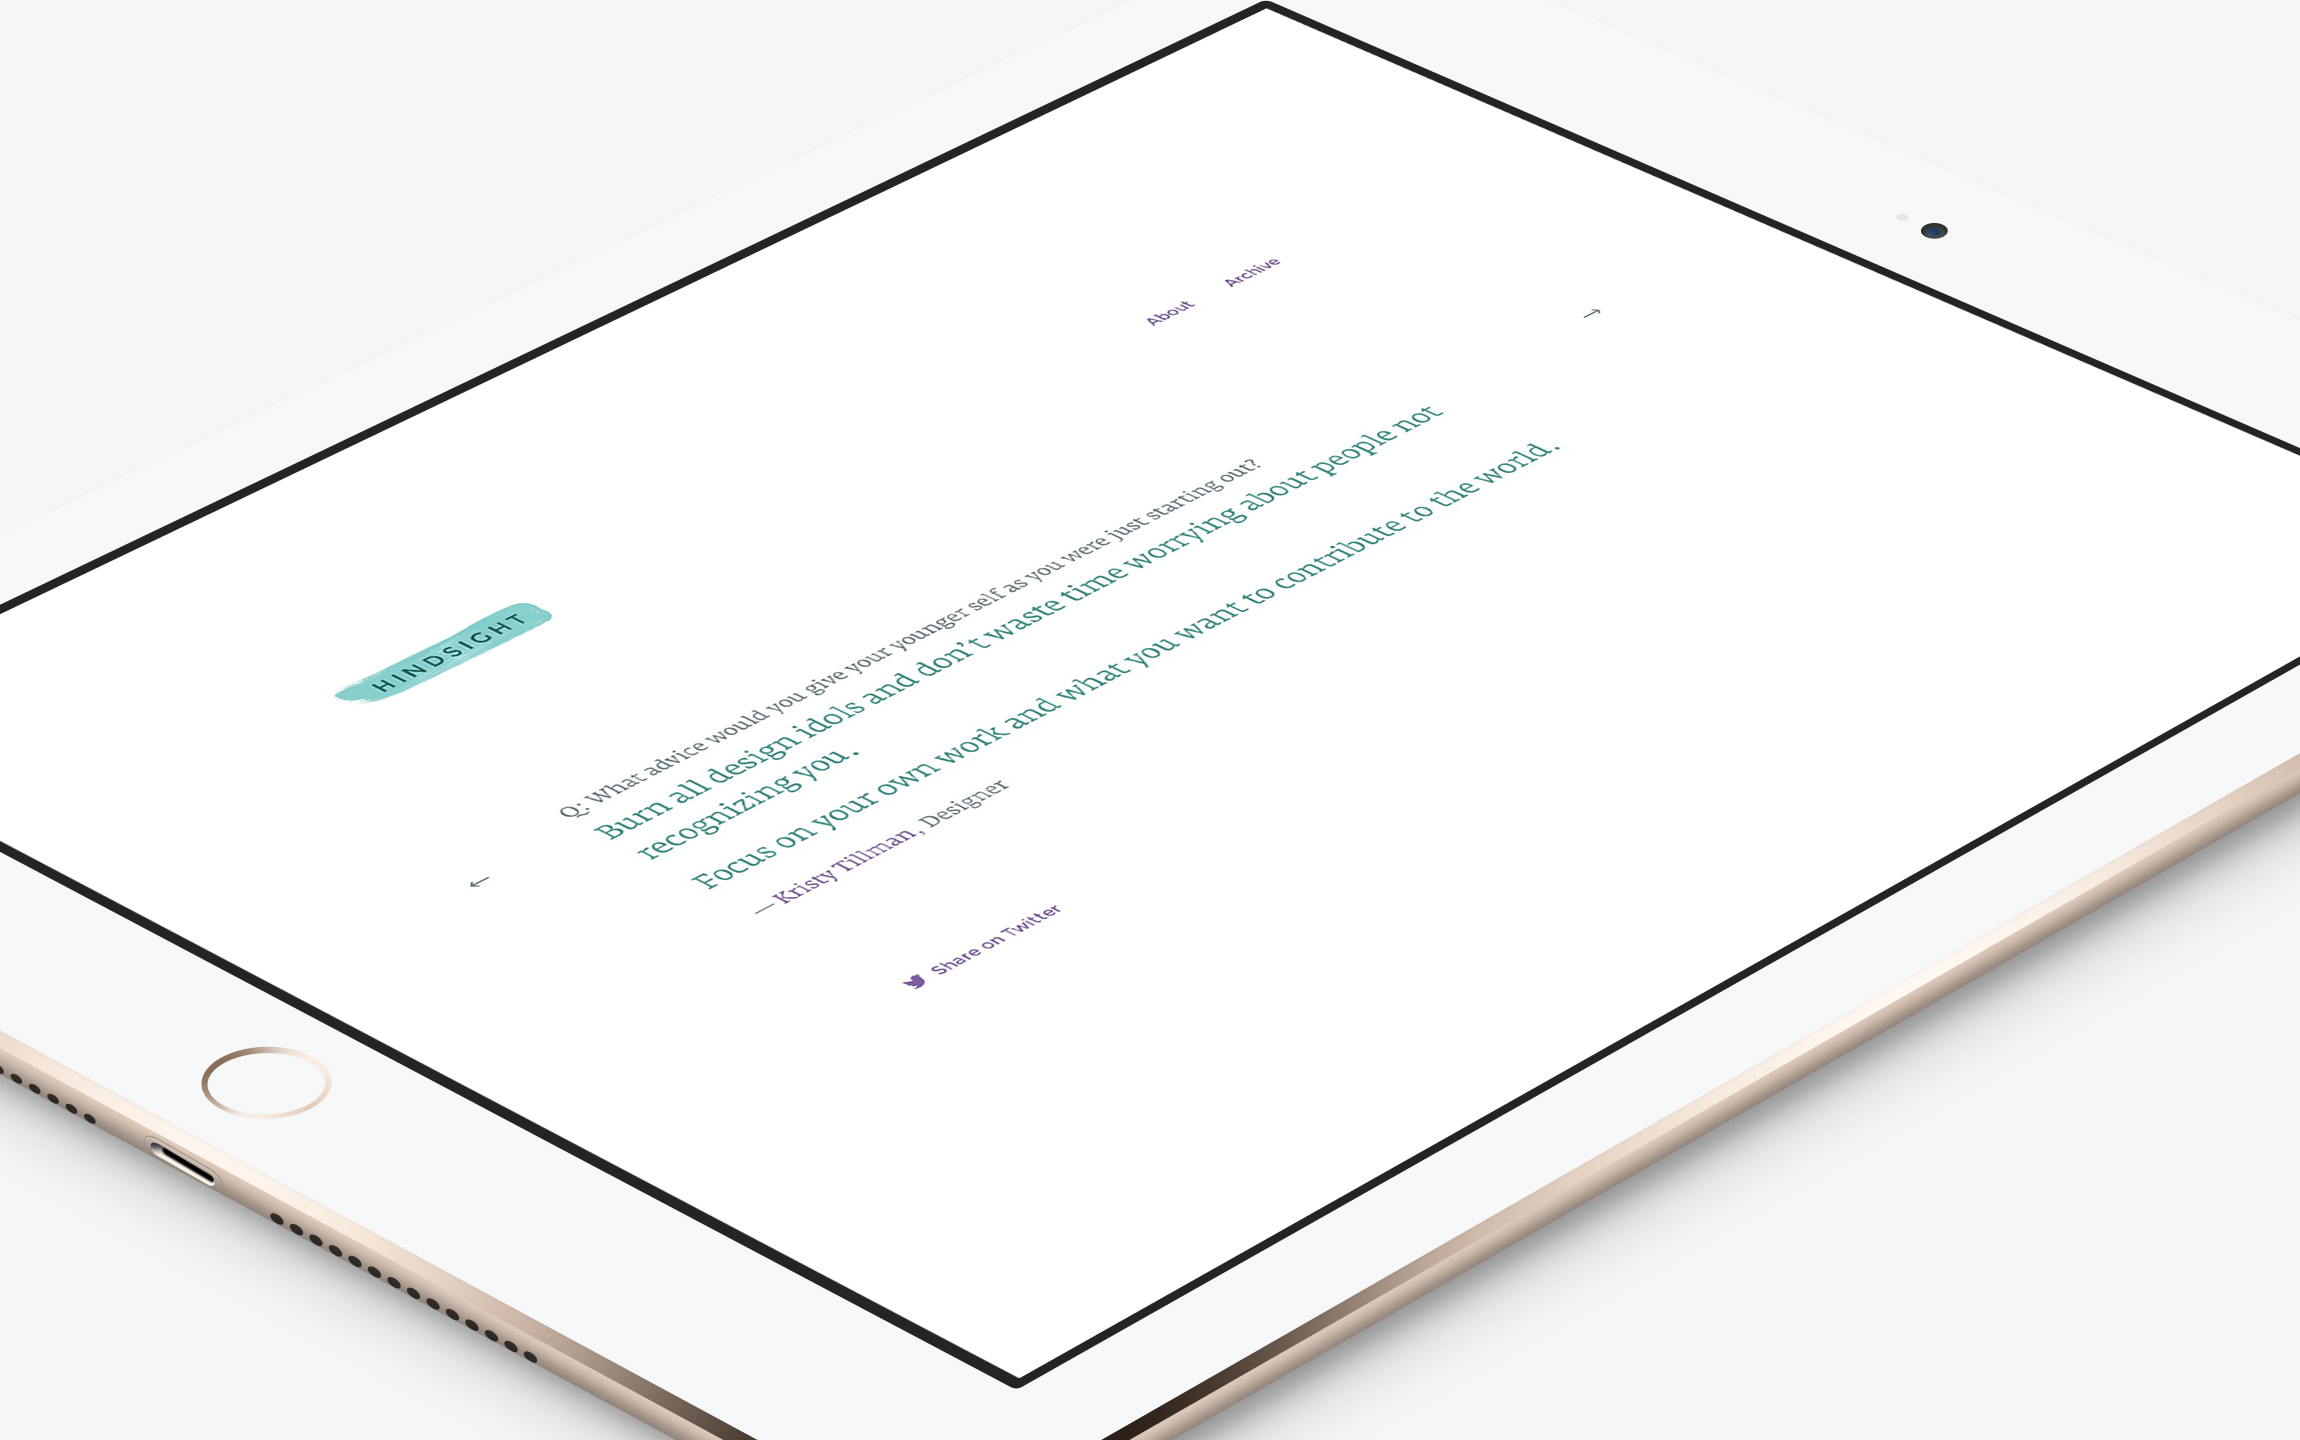 HINDSIGHT
About
Archive
←
→
Q: What advice would you give your younger self as you were just starting out?
Burn all design idols and don’t waste time worrying about people not
recognizing you.
Focus on your own work and what you want to contribute to the world.
— Kristy Tillman, Designer
Share on Twitter